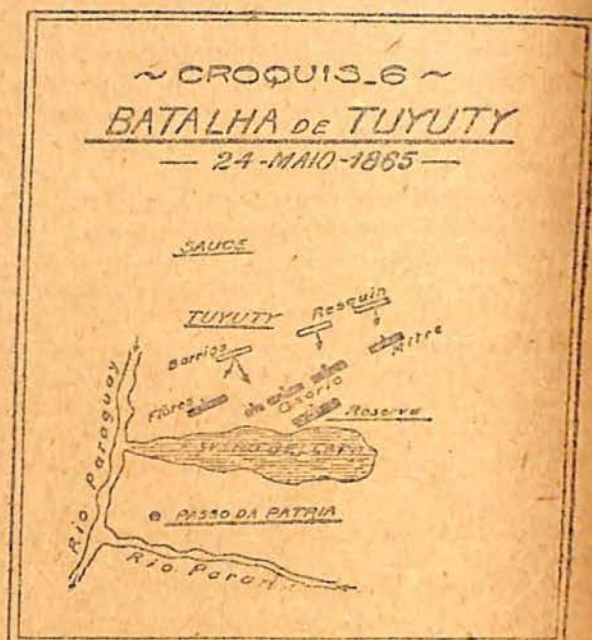 ~ CROQUIS_6 ~
BATALHA DE TUYUTY
— 24-MAIO-1865 —
SAUCE
TUYUTY
Resquin
Mitre
Barrios
Flôres
Osorio
Reserva
PASSO DA PATRIA
Rio Paraguay
Rio Paraná